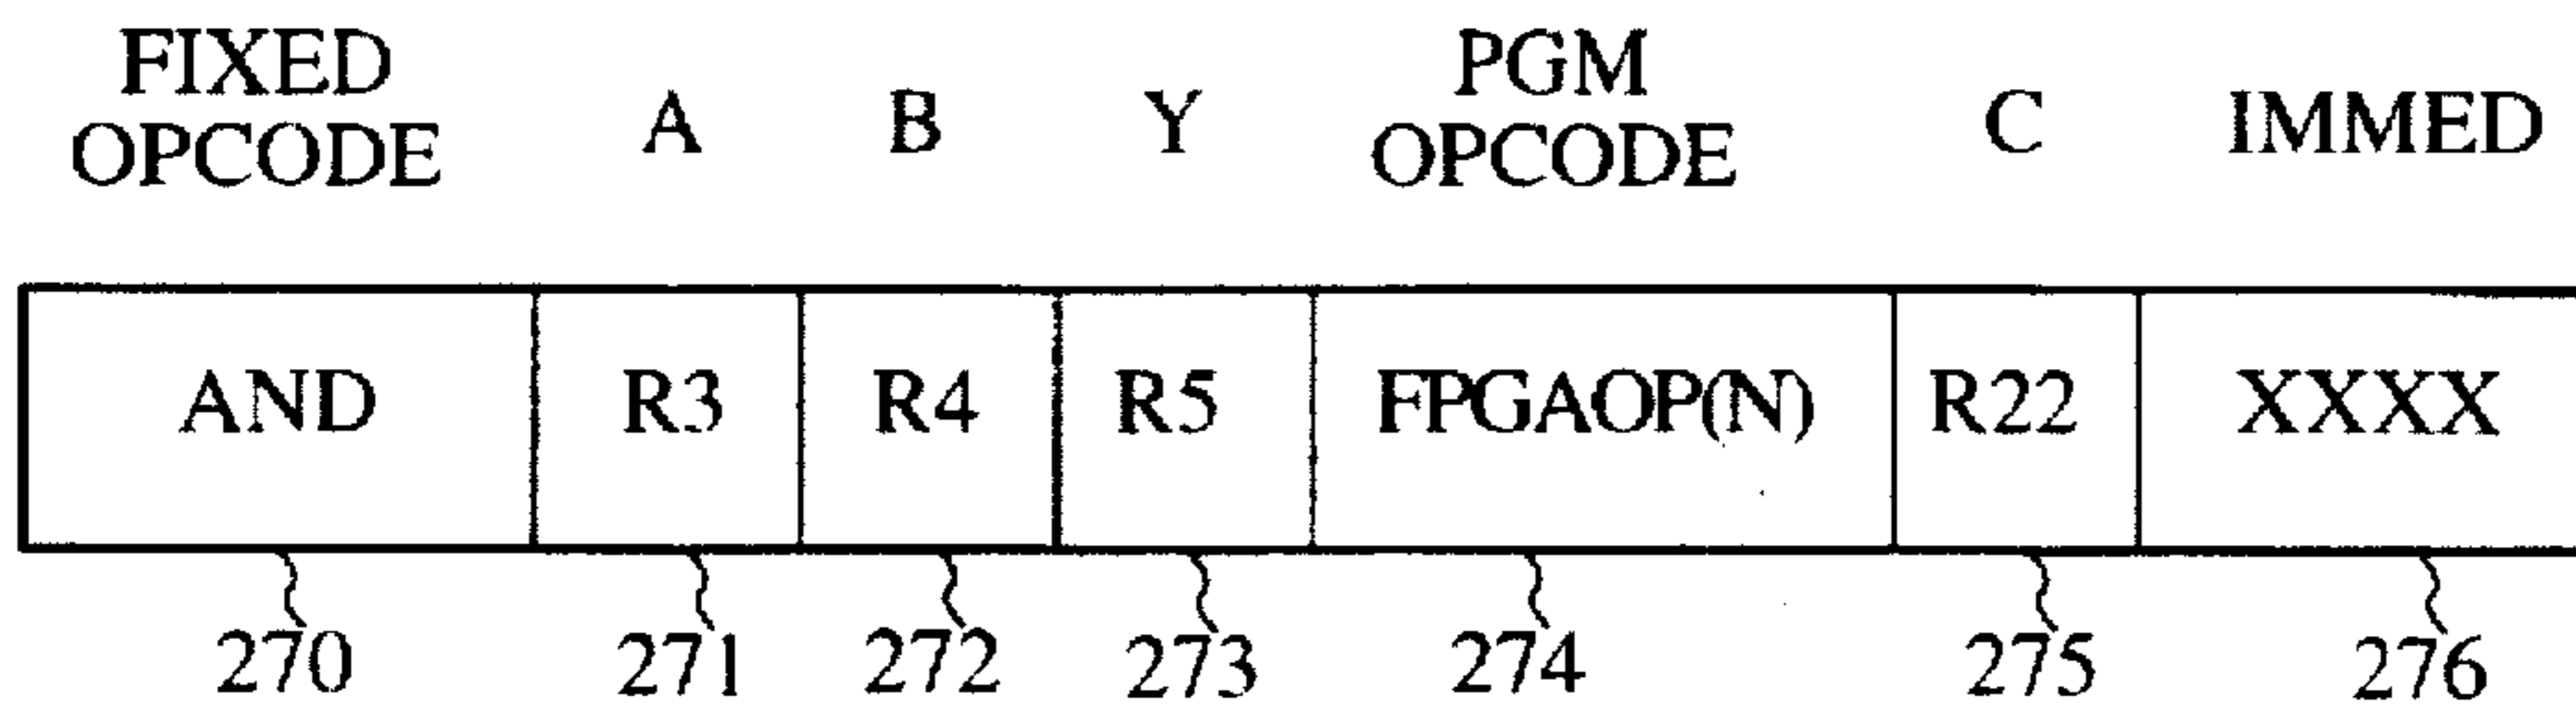 FIXED OPCODE A B Y PGM OPCODE C IMMED
AND R3 R4 R5 FPGAOP(N) R22 XXXX
270 271 272 273 274 275 276